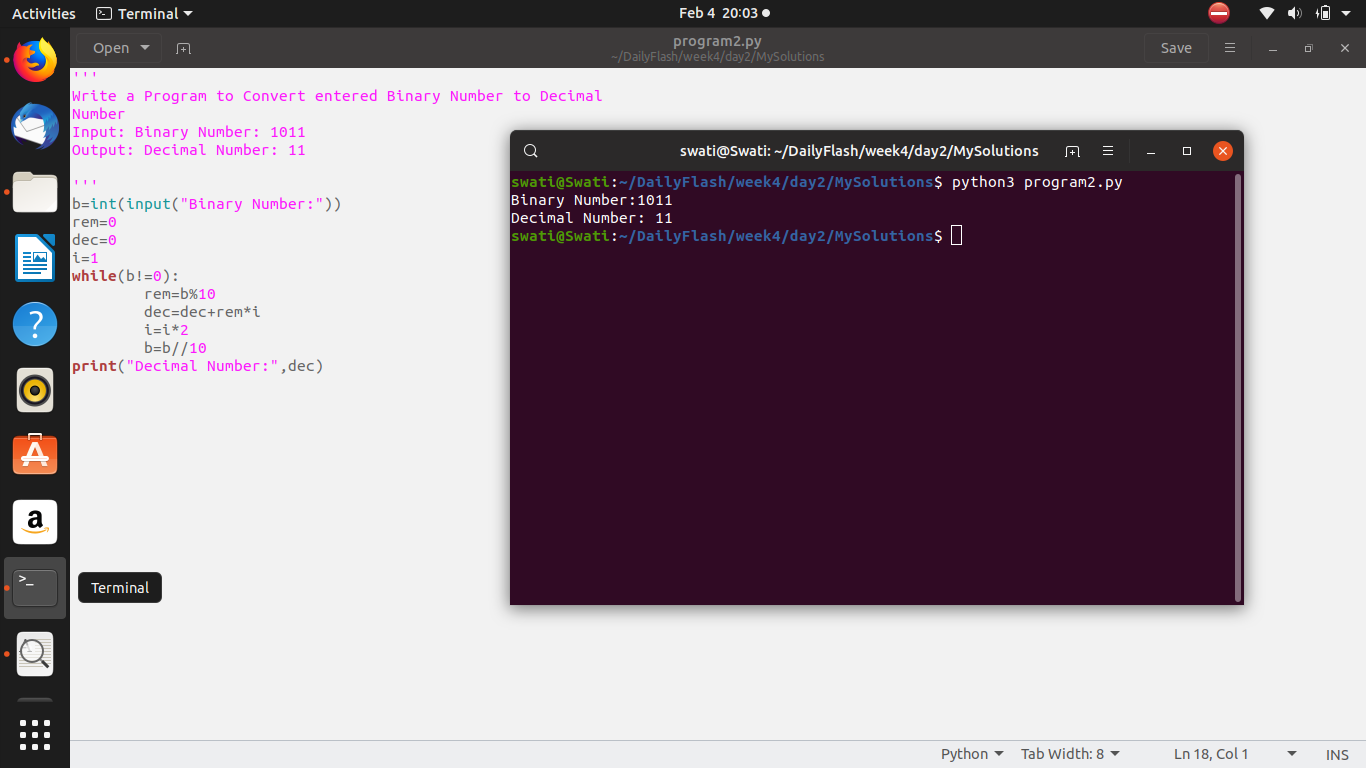 Activities
Terminal
Feb 4 20:03
Open
program2.py
~/DailyFlash/week4/day2/MySolutions
Save
'''
Write a Program to Convert entered Binary Number to Decimal
Number
Input: Binary Number: 1011
Output: Decimal Number: 11
'''
b=int(input("Binary Number:"))
rem=0
dec=0
i=1
while(b!=0):
        rem=b%10
        dec=dec+rem*i
        i=i*2
        b=b//10
print("Decimal Number:",dec)
swati@Swati: ~/DailyFlash/week4/day2/MySolutions
swati@Swati:~/DailyFlash/week4/day2/MySolutions$ python3 program2.py
Binary Number:1011
Decimal Number: 11
swati@Swati:~/DailyFlash/week4/day2/MySolutions$
?
A
a
>_
Terminal
Python
Tab Width: 8
Ln 18, Col 1
INS